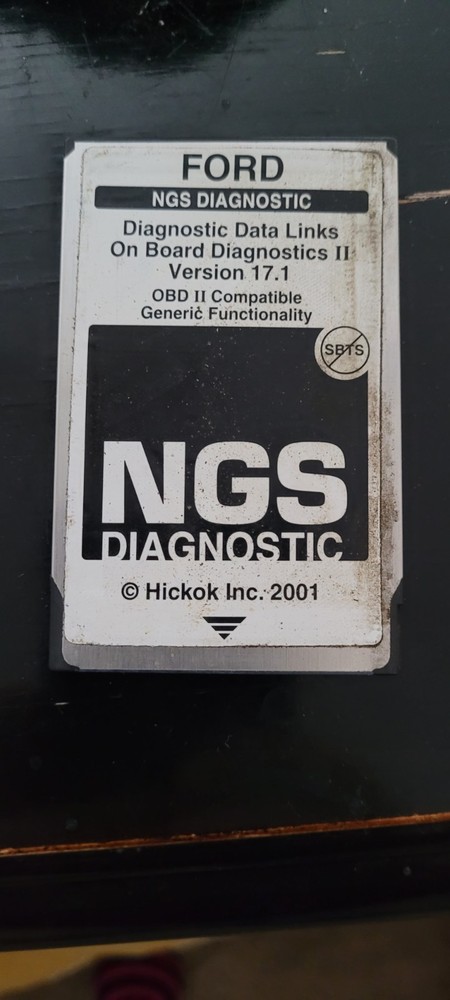 FORD
NGS DIAGNOSTIC
Diagnostic Data Links
On Board Diagnostics II
Version 17.1
OBD II Compatible
Generic Functionality
SBTS
NGS
DIAGNOSTIC
© Hickok Inc. 2001